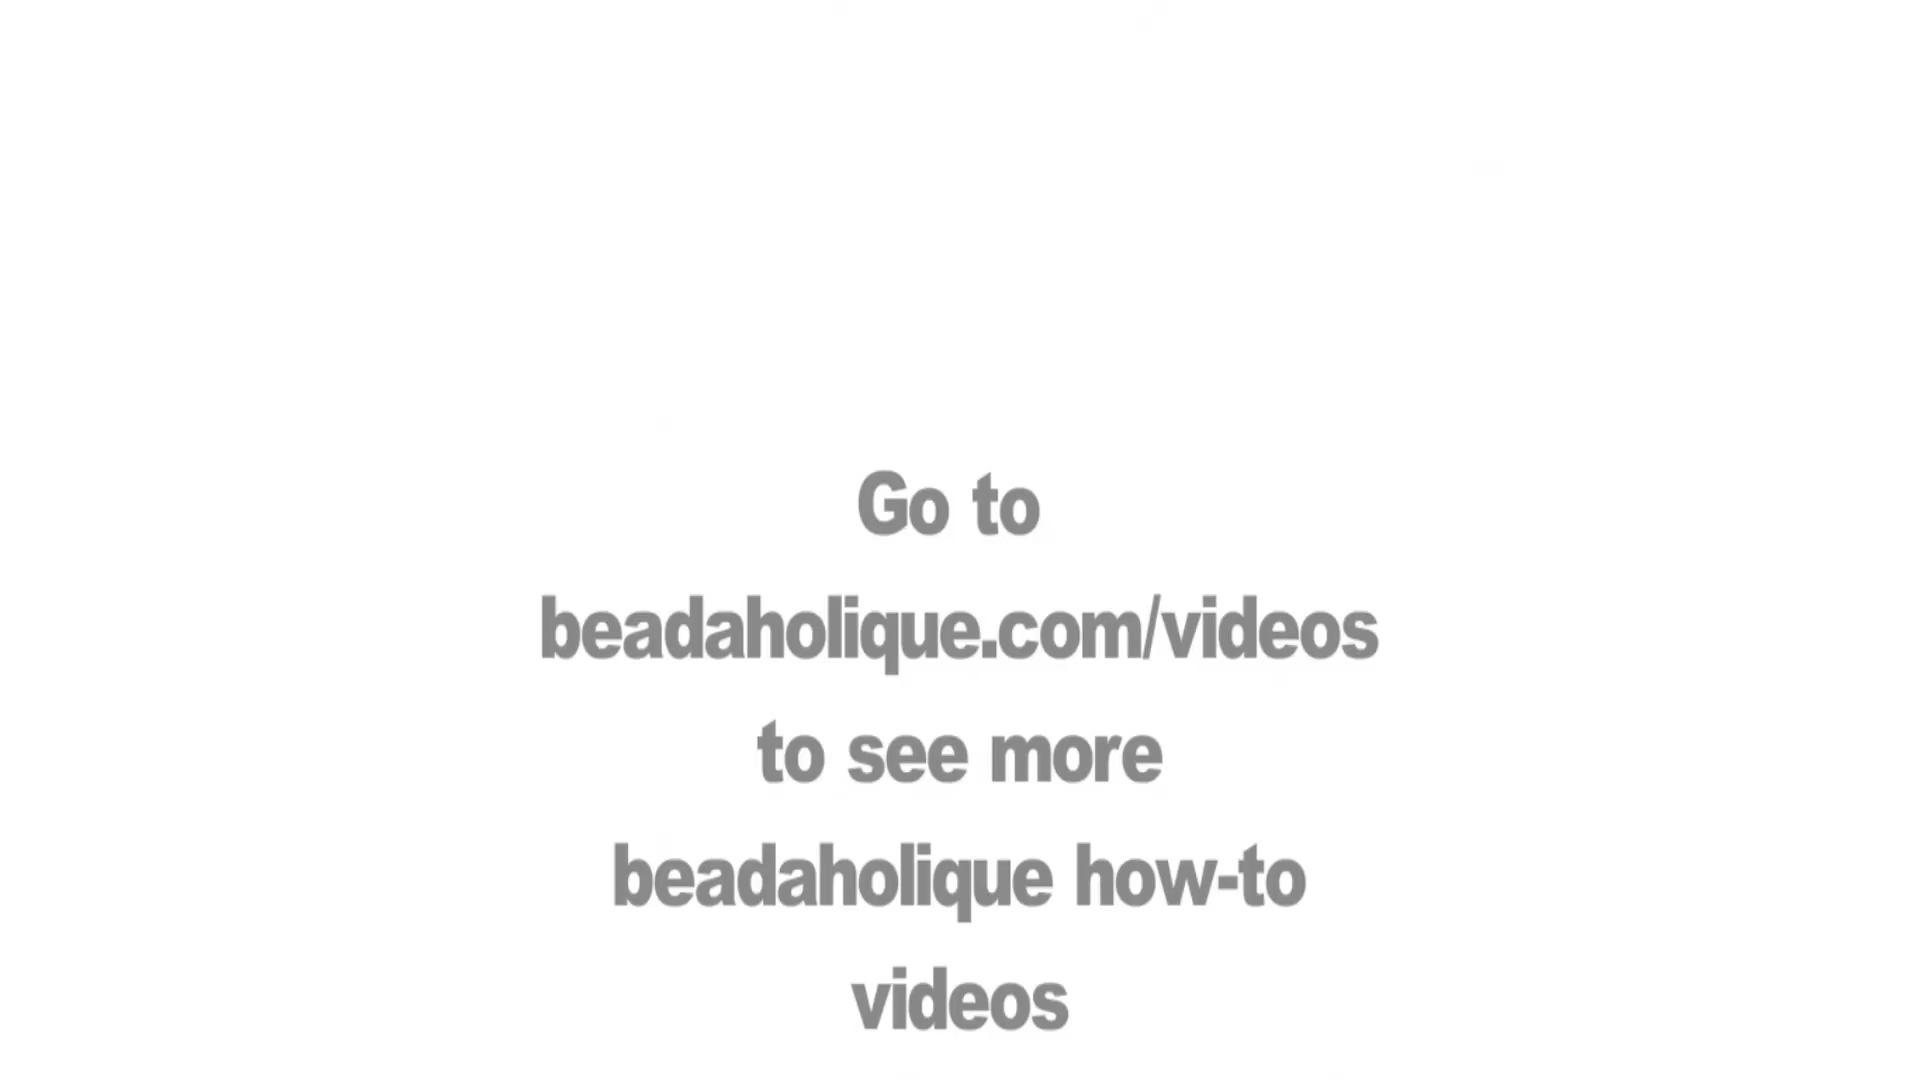 Go to
beadaholique.com/videos
to see more
beadaholique how-to
videos